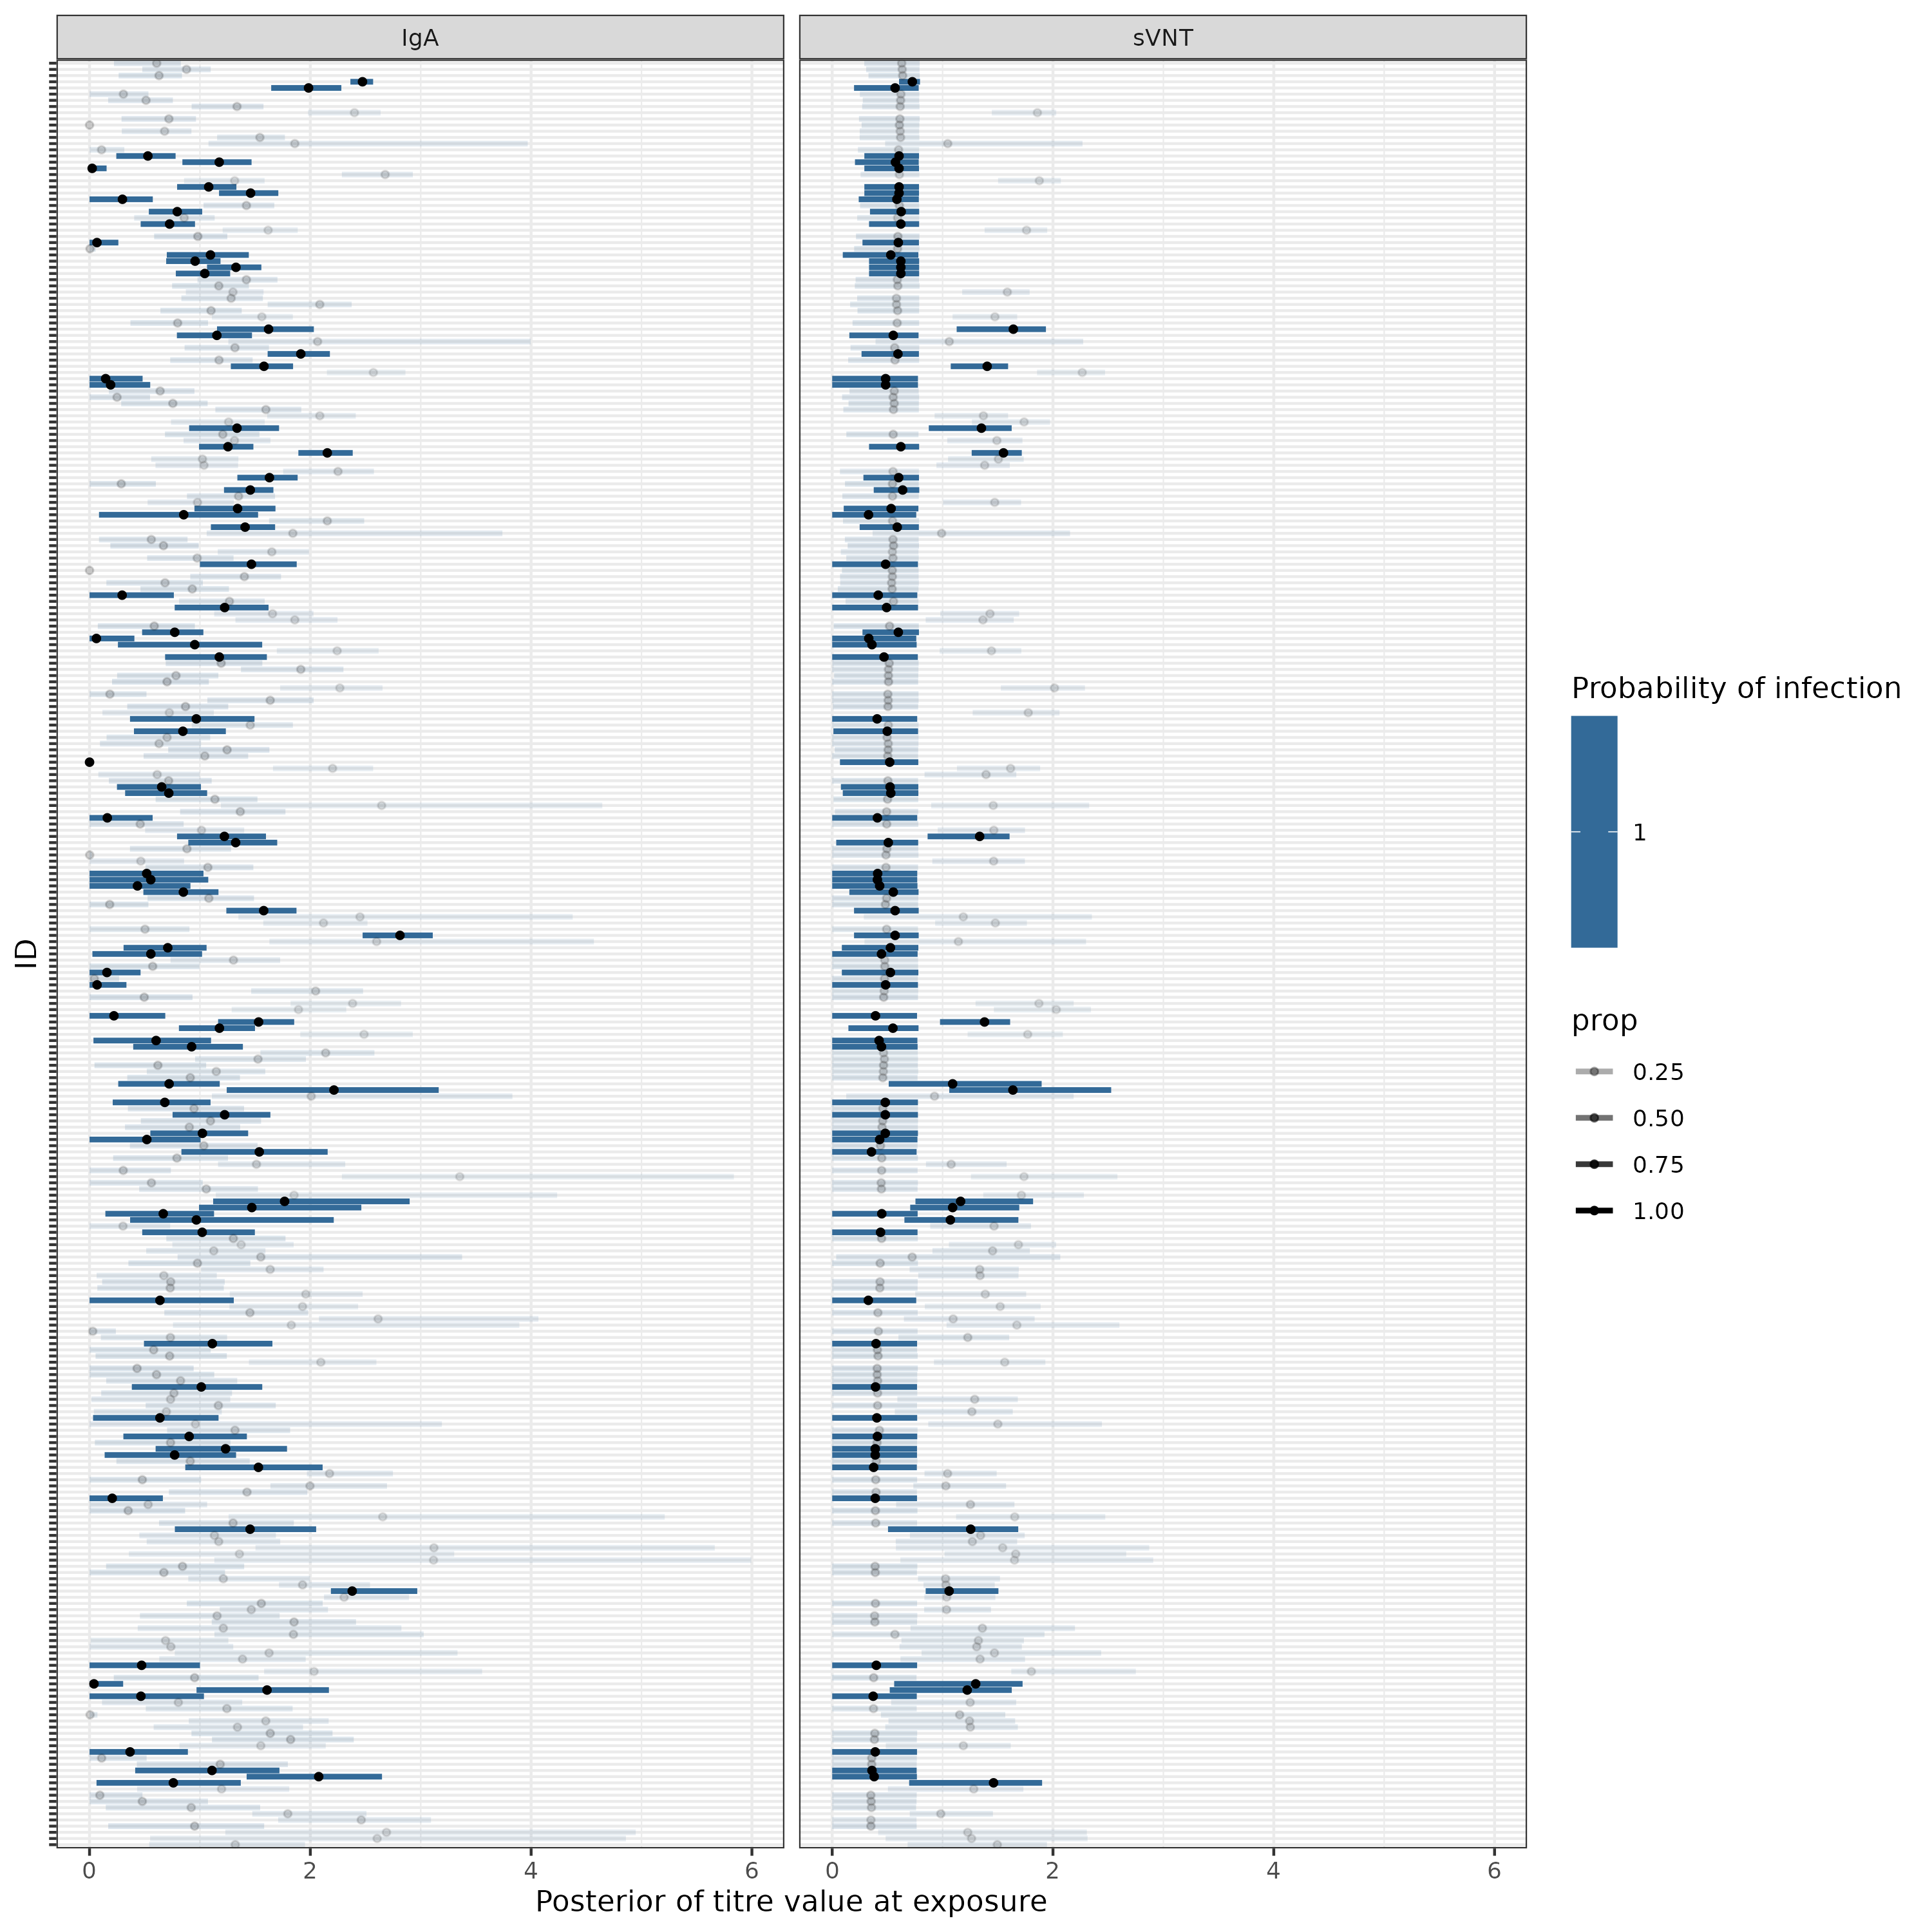 IgA
sVNT
ID
0
2
4
6
0
2
4
6
Posterior of titre value at exposure
Probability of infection
1
prop
0.25
0.50
0.75
1.00